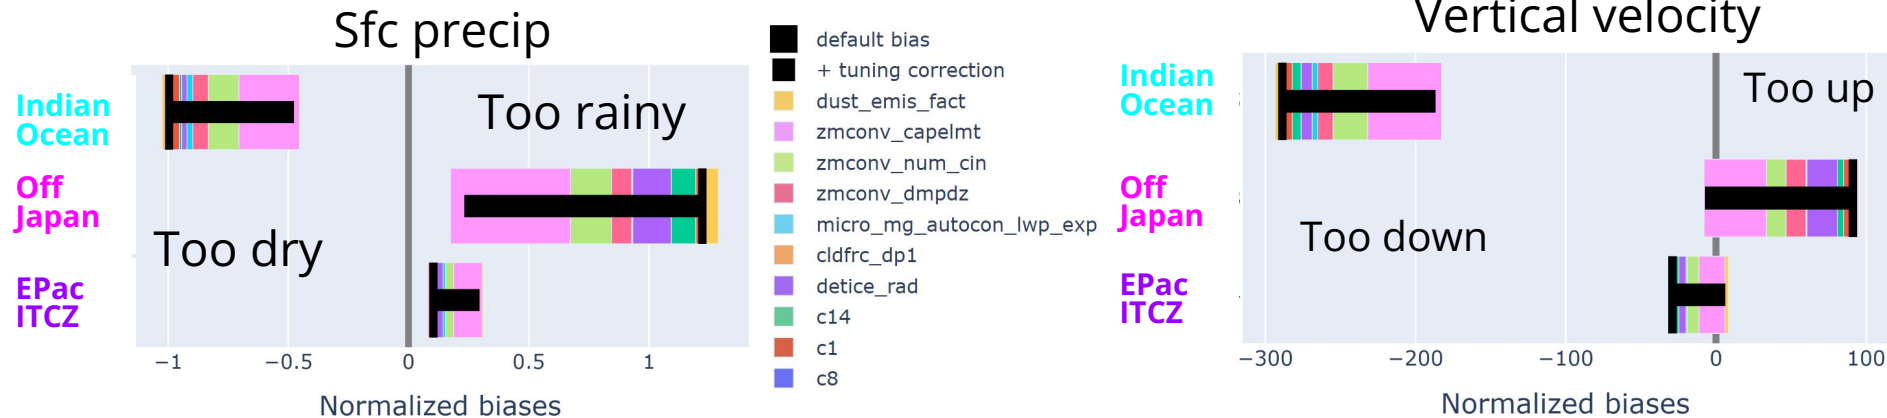 Sfc precip
Indian
Ocean
Off
Japan
EPac
ITCZ
Too rainy
Too dry
−1
−0.5
0
0.5
1
Normalized biases
default bias
+ tuning correction
dust_emis_fact
zmconv_capelmt
zmconv_num_cin
zmconv_dmpdz
micro_mg_autocon_lwp_exp
cldfrc_dp1
detice_rad
c14
c1
c8
Vertical velocity
Indian
Ocean
Off
Japan
EPac
ITCZ
Too up
Too down
−300
−200
−100
0
100
Normalized biases